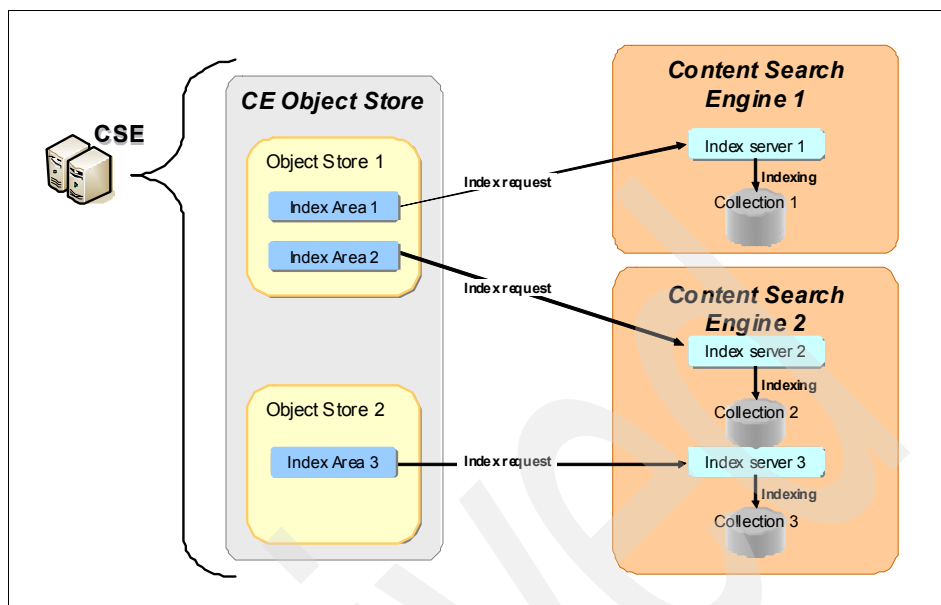 CSE
CE Object Store
Object Store 1
Index Area 1
Index Area 2
Object Store 2
Index Area 3
Index request
Index request
Index request
Content Search
Engine 1
Index server 1
Indexing
Collection 1
Content Search
Engine 2
Index server 2
Indexing
Collection 2
Index server 3
Indexing
Collection 3